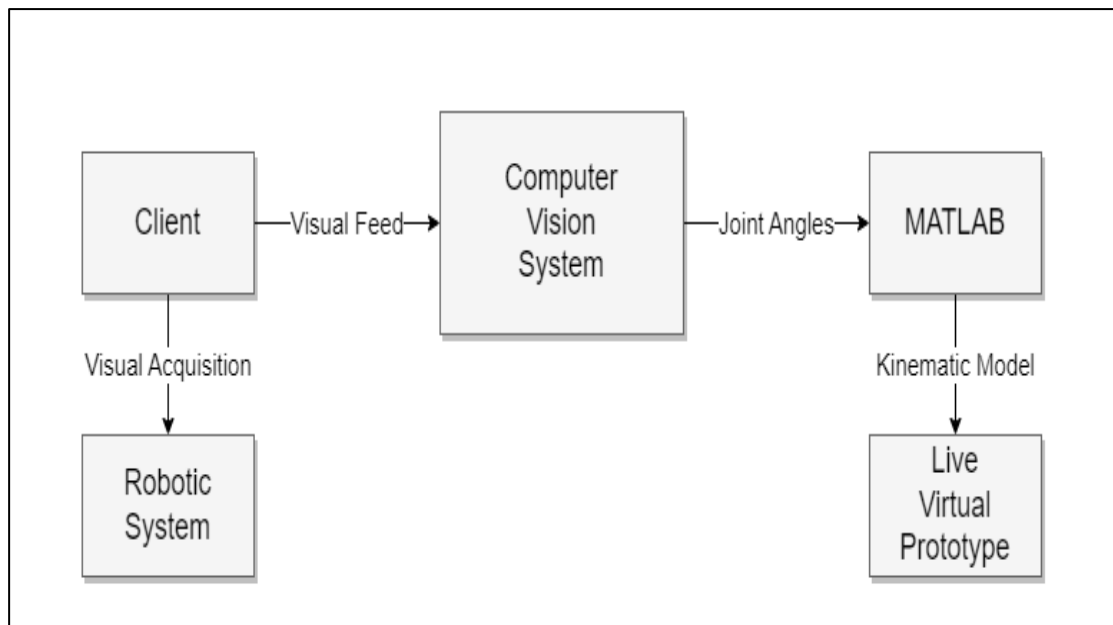 Client
Visual Feed
Computer
Vision
System
Joint Angles
MATLAB
Visual Acquisition
Kinematic Model
Robotic
System
Live
Virtual
Prototype